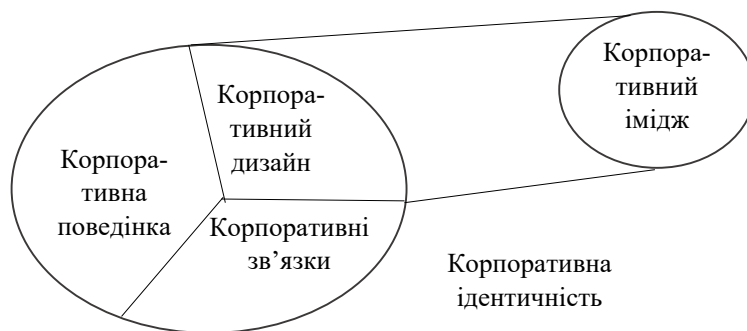 Корпора-
тивний
імідж
Корпора-
тивний
дизайн
Корпора-
тивна
поведінка
Корпоративні
зв’язки
Корпоративна
ідентичність